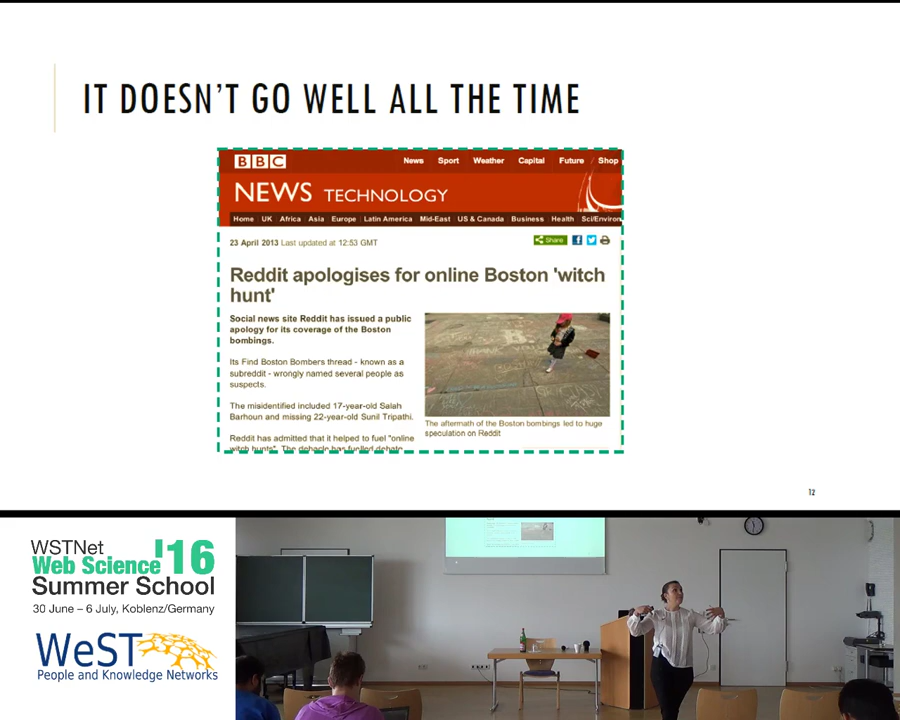 IT DOESN'T GO WELL ALL THE TIME
BBC
News Sport Weather Capital Future Shop
NEWS TECHNOLOGY
Home UK Africa Asia Europe Latin America Mid-East US & Canada Business Health Sci/Environ
23 April 2013 Last updated at 12:53 GMT
Share
Reddit apologises for online Boston 'witch
hunt'
Social news site Reddit has issued a public
apology for its coverage of the Boston
bombings.
Its Find Boston Bombers thread - known as a
subreddit - wrongly named several people as
suspects.
The misidentified included 17-year-old Salah
Barhoun and missing 22-year-old Sunil Tripathi.
Reddit has admitted that it helped to fuel "online
witch hunts". The debacle has fuelled debate
The aftermath of the Boston bombings led to huge
speculation on Reddit
12
WSTNet
Web Science '16
Summer School
30 June – 6 July, Koblenz/Germany
WeST
People and Knowledge Networks